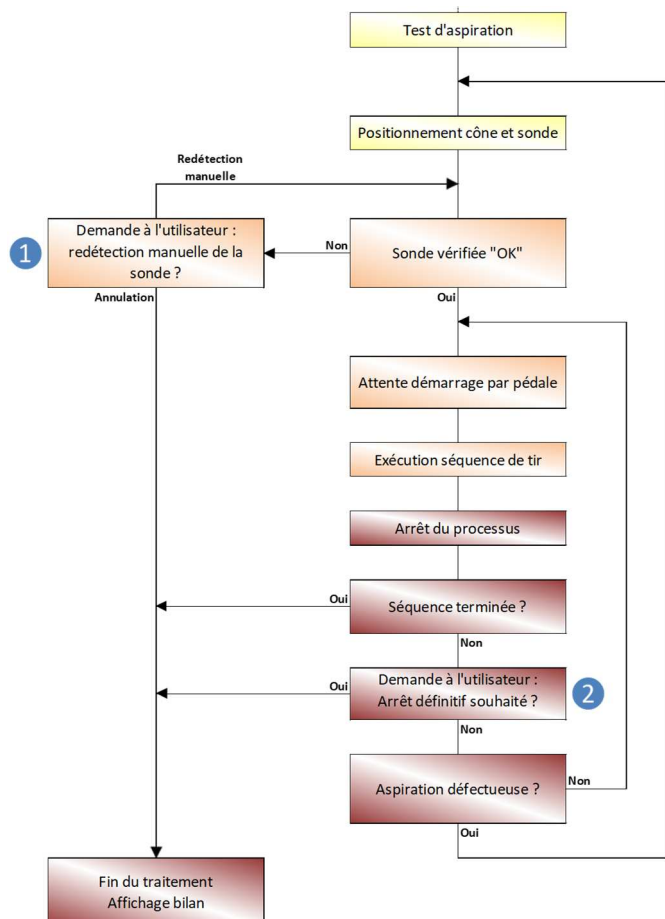 Test d'aspiration
Positionnement cône et sonde
Redétection
manuelle
1
Demande à l'utilisateur :
redétection manuelle de la
sonde ?
Non
Sonde vérifiée "OK"
Annulation
Oui
Attente démarrage par pédale
Exécution séquence de tir
Arrêt du processus
Oui
Séquence terminée ?
Non
Oui
Demande à l'utilisateur :
Arrêt définitif souhaité ?
2
Non
Aspiration défectueuse ?
Non
Oui
Fin du traitement
Affichage bilan